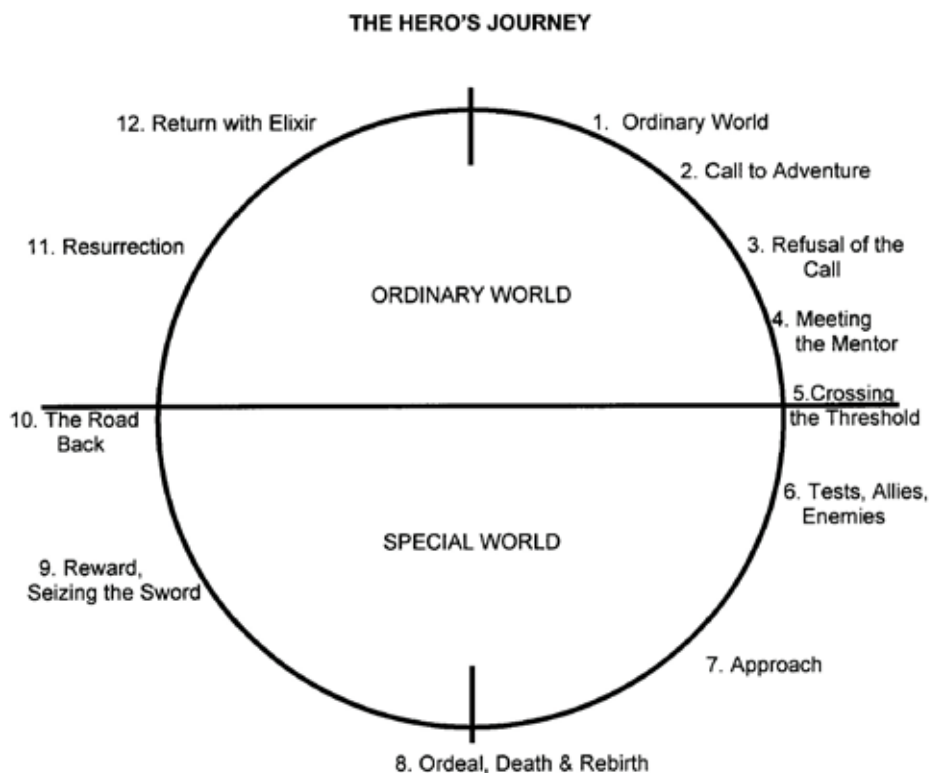 THE HERO'S JOURNEY
12. Return with Elixir
1. Ordinary World
2. Call to Adventure
11. Resurrection
3. Refusal of the
Call
ORDINARY WORLD
4. Meeting
the Mentor
10. The Road
Back
5.Crossing
the Threshold
6. Tests, Allies,
Enemies
SPECIAL WORLD
9. Reward,
Seizing the Sword
7. Approach
8. Ordeal, Death & Rebirth